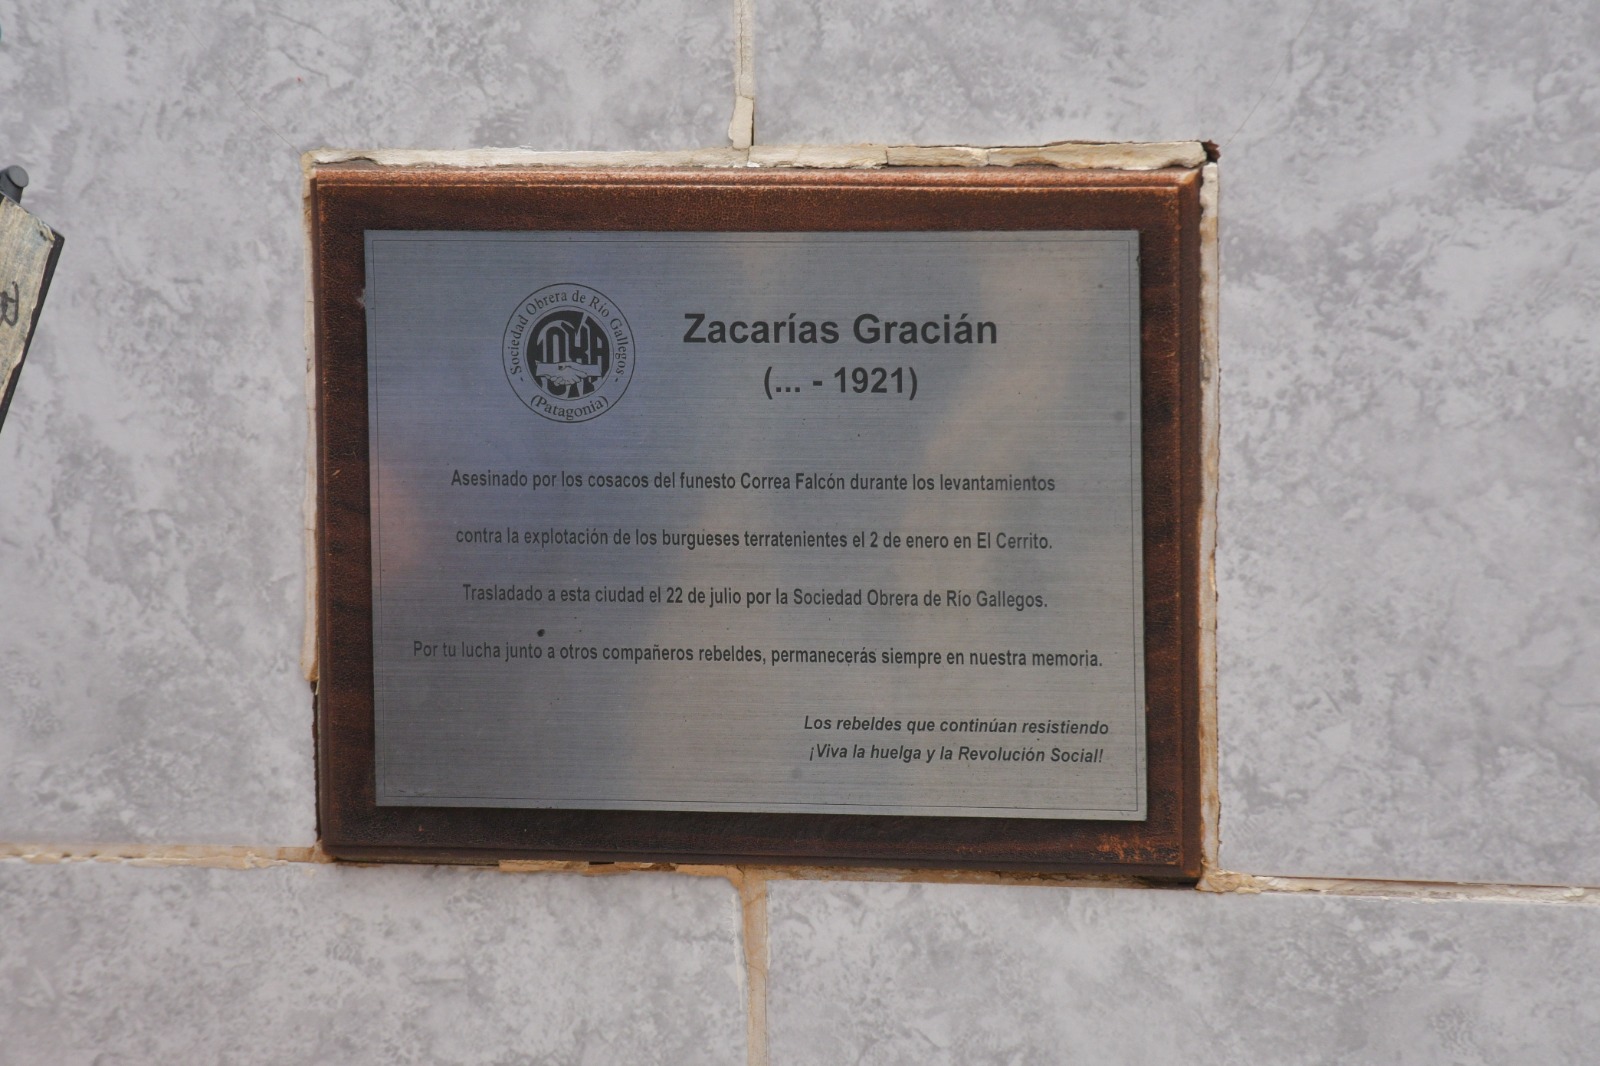 Sociedad Obrera de Río Gallegos
(Patagonia)
Zacarías Gracián
(... - 1921)
Asesinado por los cosacos del funesto Correa Falcón durante los levantamientos
contra la explotación de los burgueses terratenientes el 2 de enero en El Cerrito.
Trasladado a esta ciudad el 22 de julio por la Sociedad Obrera de Río Gallegos.
Por tu lucha junto a otros compañeros rebeldes, permanecerás siempre en nuestra memoria.
Los rebeldes que continúan resistiendo
¡Viva la huelga y la Revolución Social!